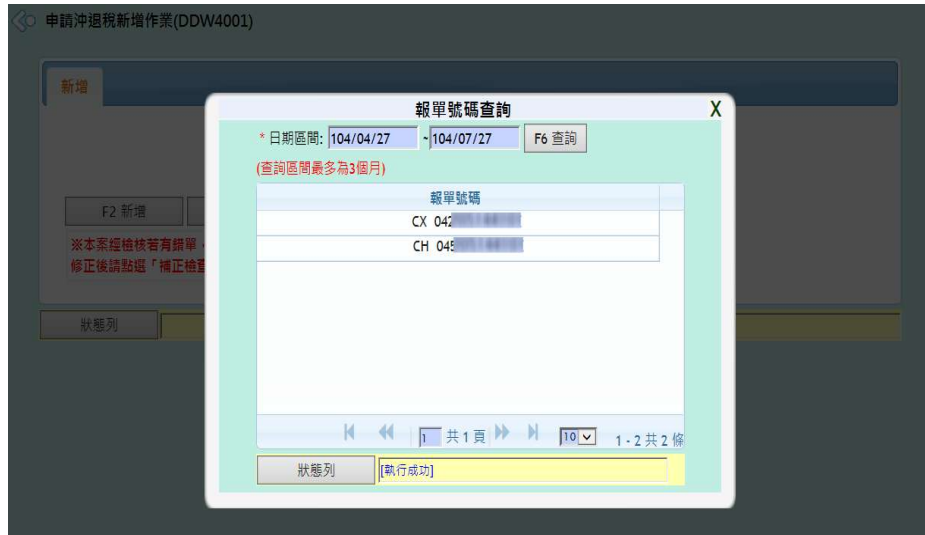 申請沖退稅新增作業(DDW4001)
新增
報單號碼查詢
X
* 日期區間: 104/04/27 ~ 104/07/27 F6 查詢
(查詢區間最多為3個月)
報單號碼
CX 042
CH 045
F2 新增
※本案經檢核若有錯單，
修正後請點選「補正檢查
狀態列
1 共 1 頁 10 1 - 2 共 2 條
狀態列 [執行成功]